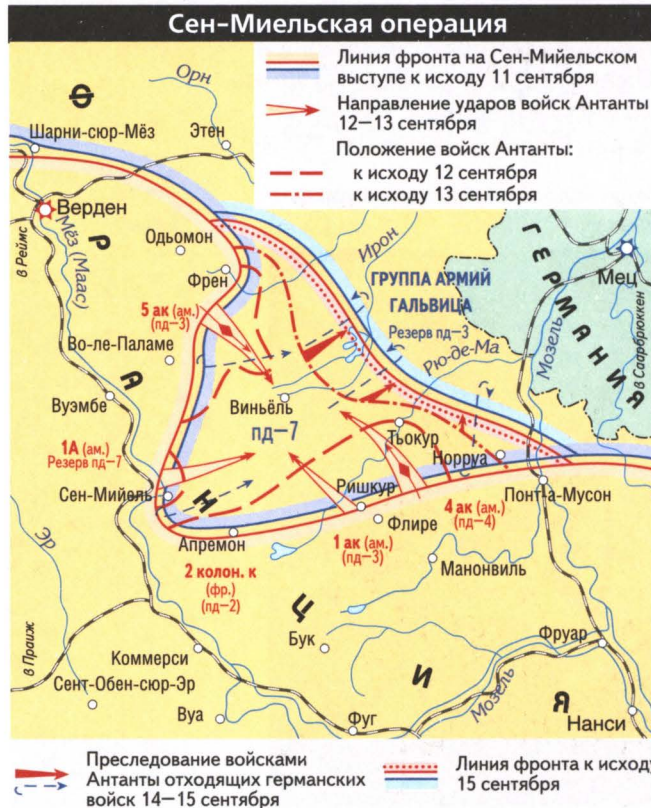 Сен-Миельская операция
Линия фронта на Сен-Мийельском
выступе к исходу 11 сентября
Направление ударов войск Антанты
12—13 сентября
Положение войск Антанты:
к исходу 12 сентября
к исходу 13 сентября
Орн
Ф
Шарни-сюр-Мёз
Этен
Верден
Р
в Реймс
Мёз (Маас)
Одьомон
Ирон
ГЕРМАНИЯ
Мец
Френ
ГРУППА АРМИЙ
ГАЛЬВИЦА
Резерв пд-3
Мозель
в Саарбрюккен
5 ак (ам.)
(пд-3)
Рю-де-Ма
Во-ле-Паламе
А
Вуэмбе
Виньёль
пд-7
Тьокур
1А (ам.)
Резерв пд-7
Норруа
Сен-Мийель
Н
Ришкур
Понт-а-Мусон
4 ак (ам.)
(пд-4)
Флире
Апремон
1 ак (ам.)
(пд-3)
Эр
2 колон. к
(фр.)
(пд-2)
Манонвиль
Ц
Бук
Фруар
в Праиж
Коммерси
И
Сент-Обен-сюр-Эр
Мозель
Я
Вуа
Фуг
Нанси
Преследование войсками
Антанты отходящих германских
войск 14—15 сентября
Линия фронта к исходу
15 сентября